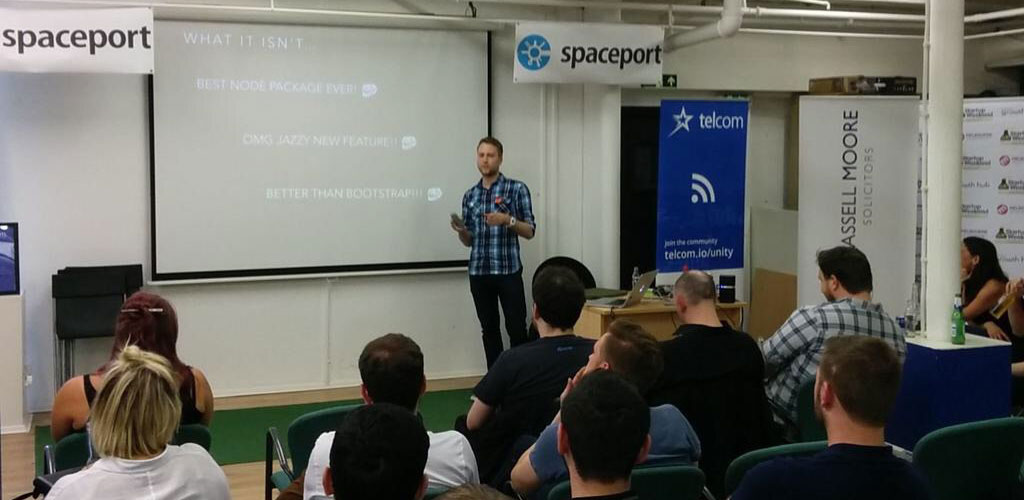 spaceport
WHAT IT ISN'T...
BEST NODE PACKAGE EVER!
OMG JAZZY NEW FEATURE!!
BETTER THAN BOOTSTRAP!!!
spaceport
telcom
join the community
telcom.io/unity
ASSELL MOORE
SOLICITORS